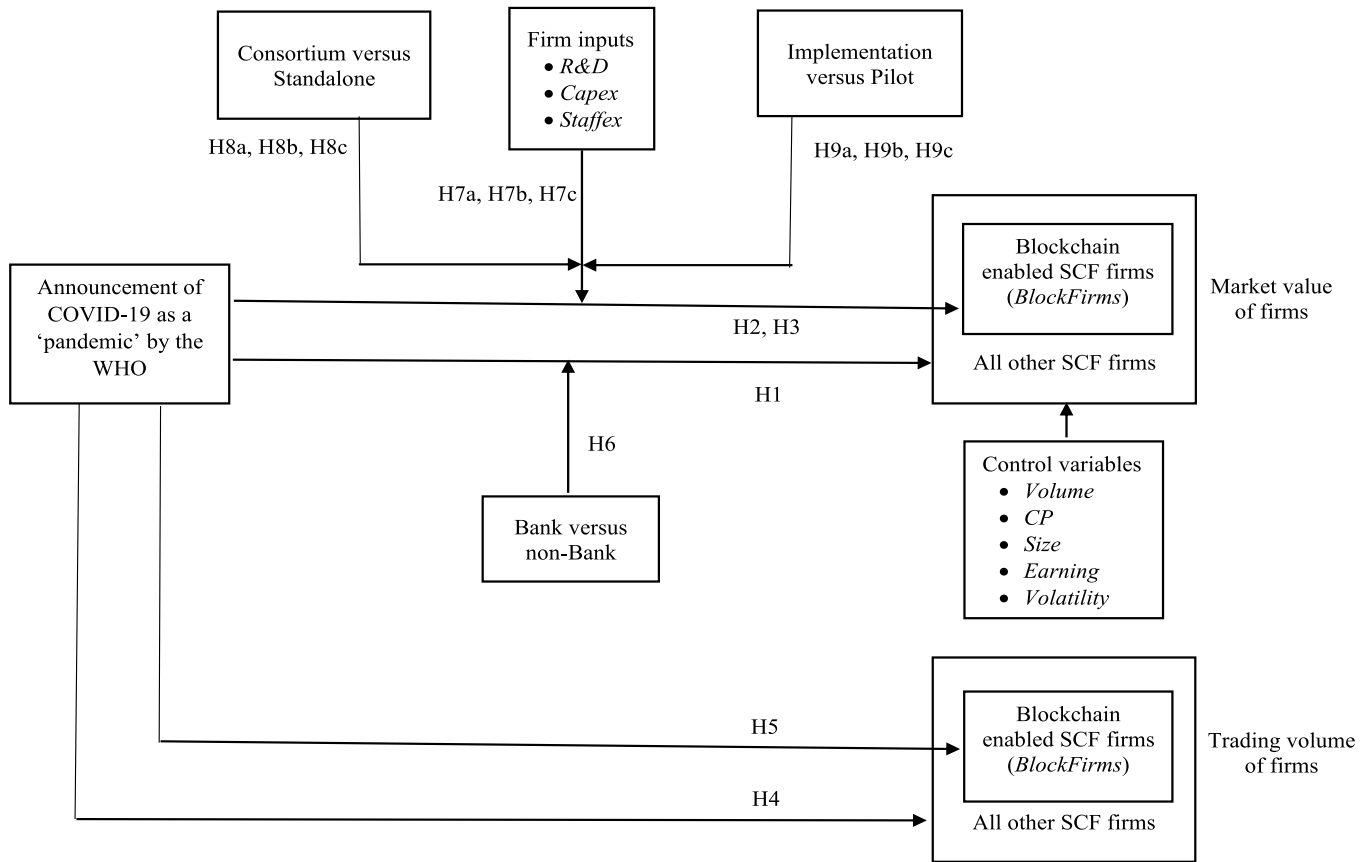 Consortium versus
Standalone
Firm inputs
• R&D
• Capex
• Staffex
Implementation
versus Pilot
H8a, H8b, H8c
H7a, H7b, H7c
H9a, H9b, H9c
Announcement of
COVID-19 as a
‘pandemic’ by the
WHO
Blockchain
enabled SCF firms
(BlockFirms)
All other SCF firms
Market value
of firms
H2, H3
H1
H6
Bank versus
non-Bank
Control variables
• Volume
• CP
• Size
• Earning
• Volatility
H5
H4
Blockchain
enabled SCF firms
(BlockFirms)
All other SCF firms
Trading volume
of firms